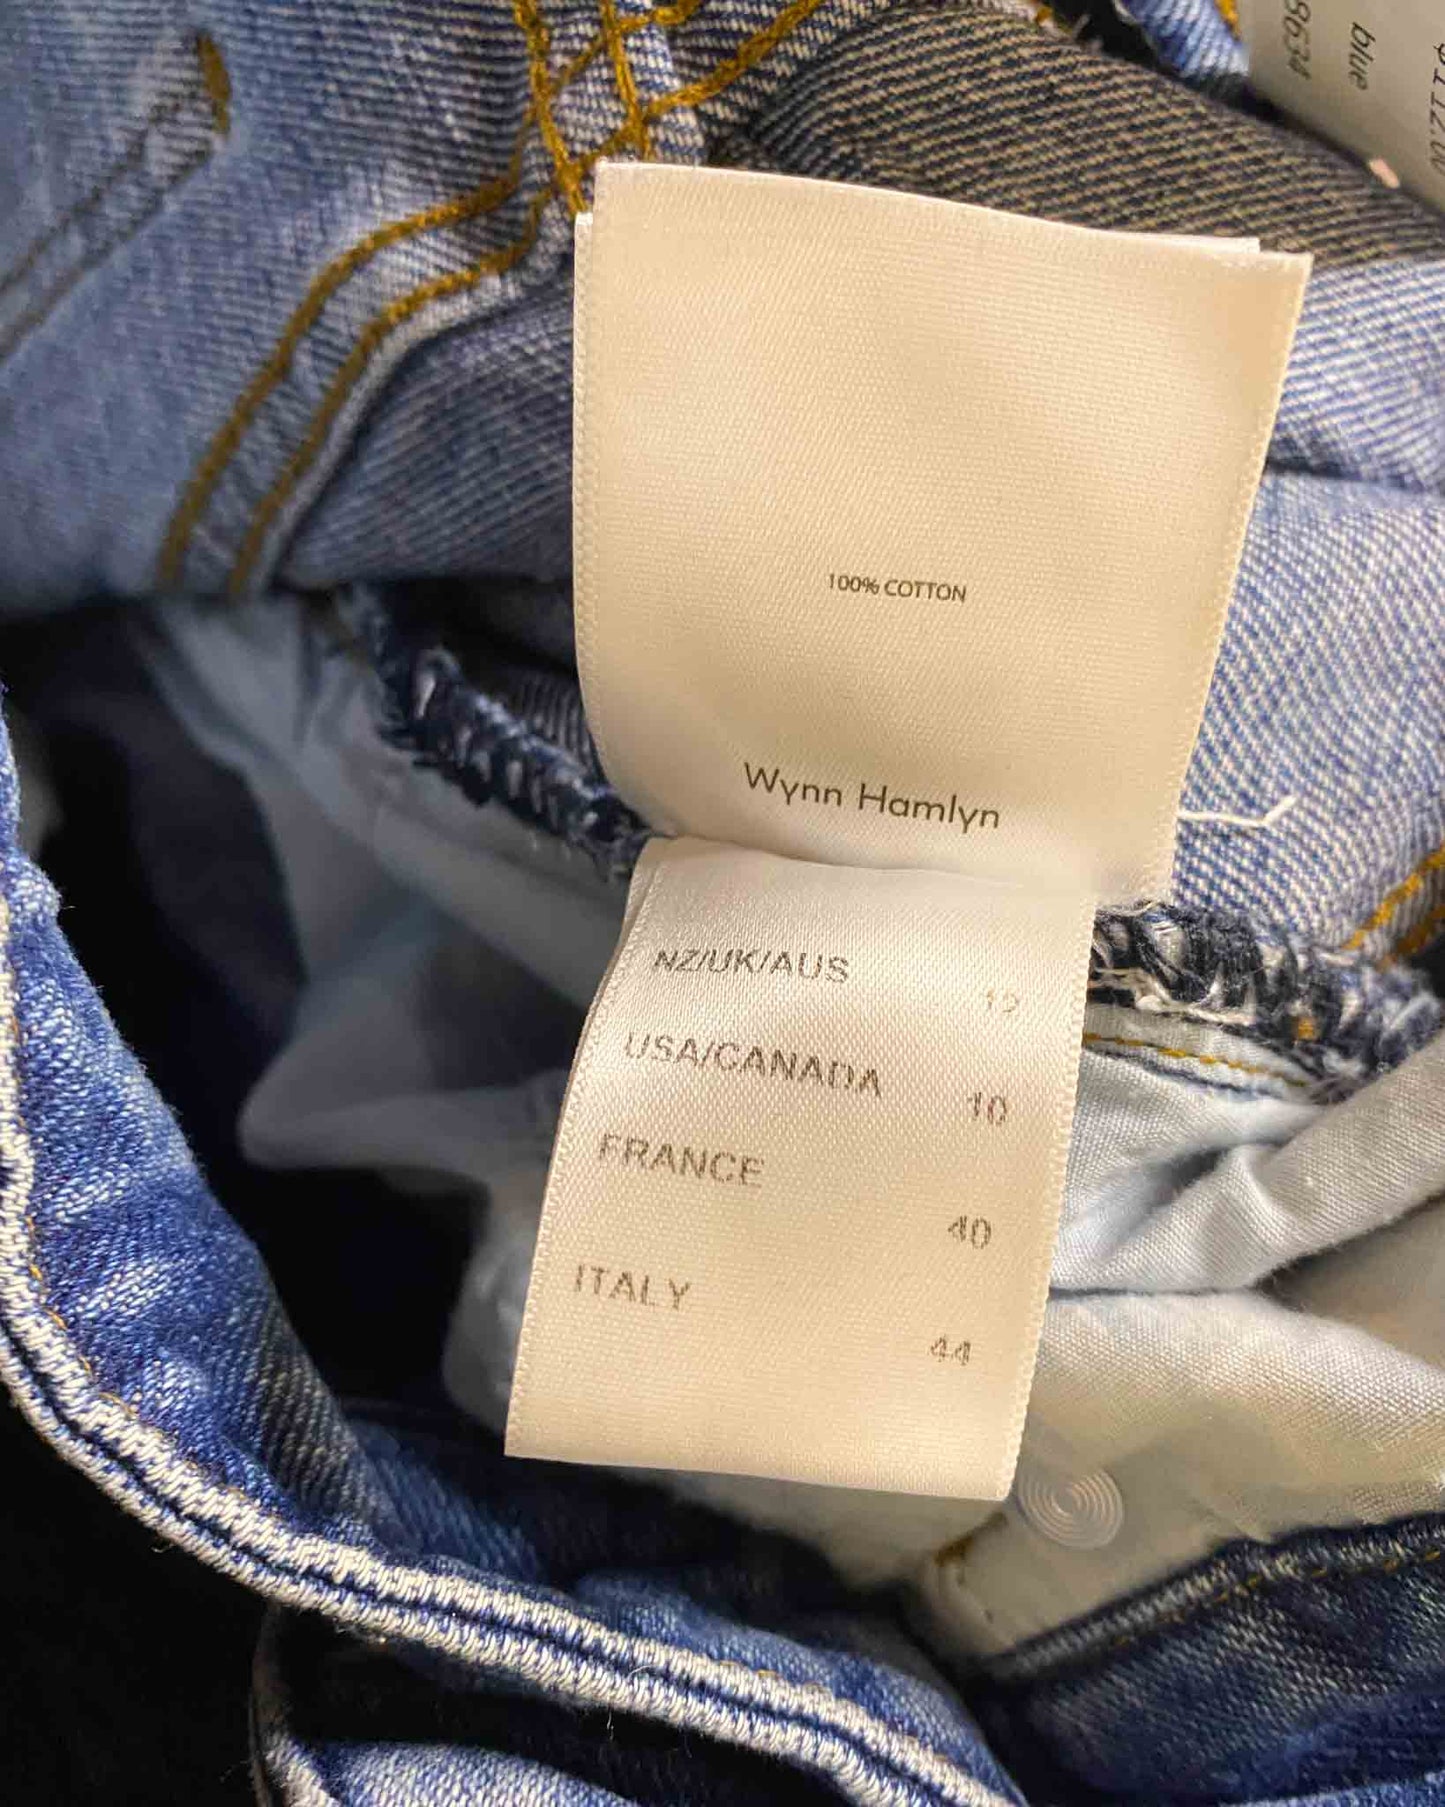 100% COTTON
Wynn Hamlyn
NZ/UK/AUS 12
USA/CANADA 10
FRANCE 40
ITALY 44
blue